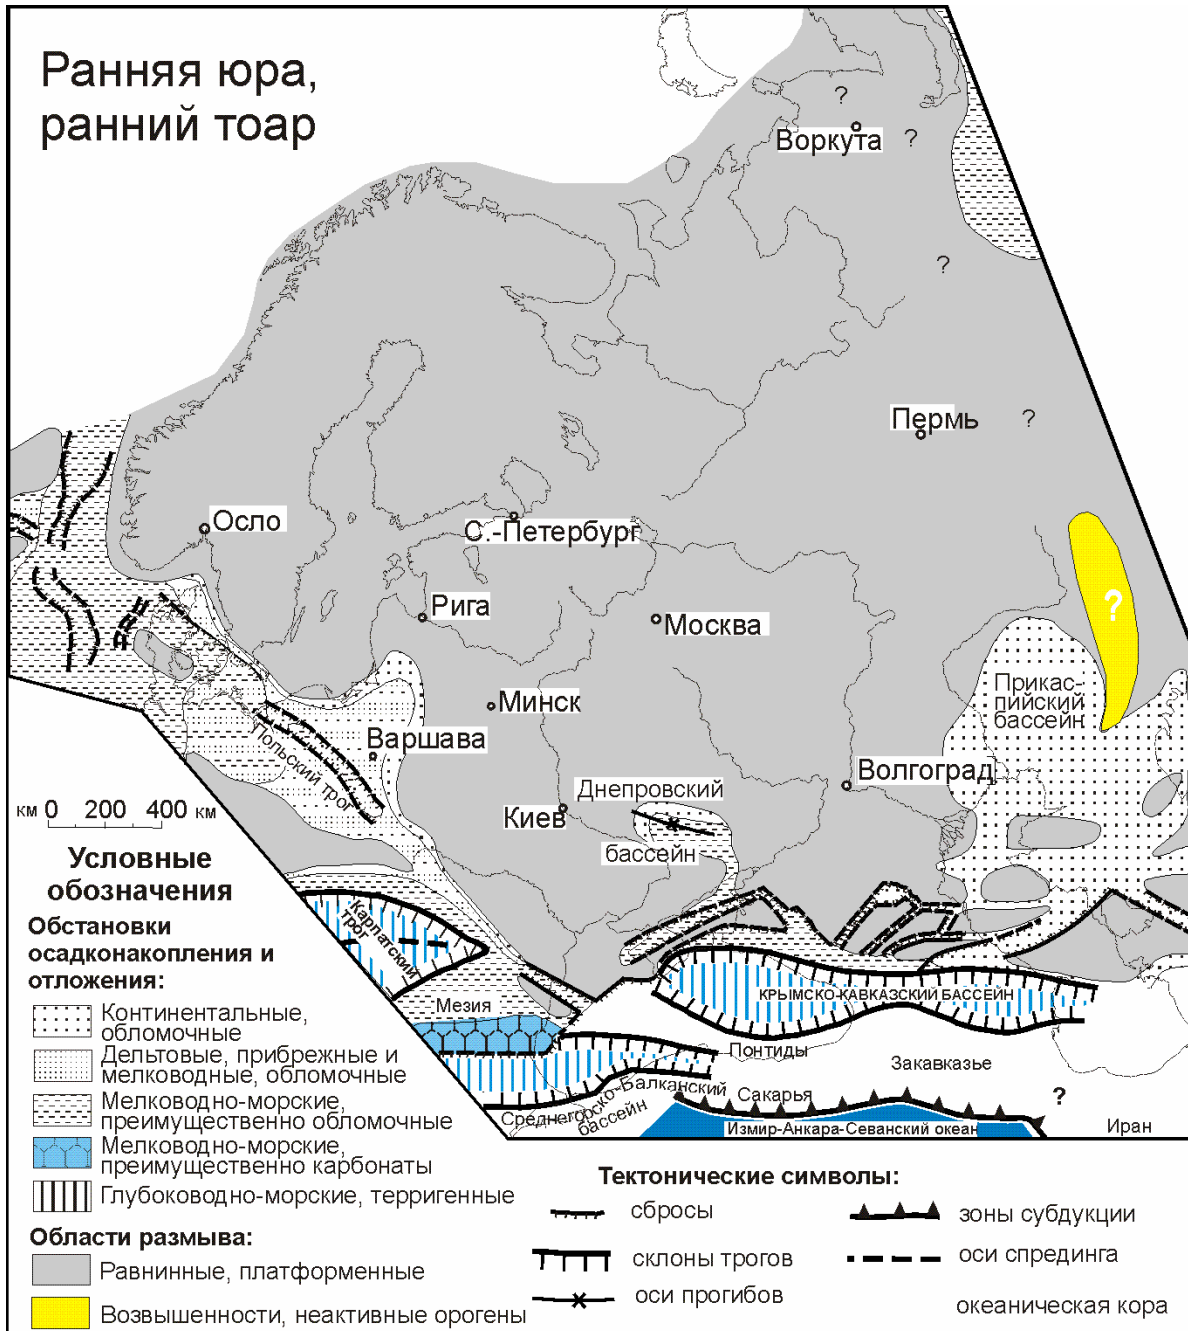 Ранняя юра,
ранний тоар
?
Воркута
?
?
Пермь
?
Осло
С.-Петербург
?
Рига
Москва
Прикас-
пийский
бассейн
Минск
Варшава
Польский трог
Волгоград
Днепровский
Киев
бассейн
км 0 200 400 км
Карпатский
трог
Мезия
КРЫМСКО-КАВКАЗСКИЙ БАССЕЙН
Понтиды
Закавказье
Среднегорско-Балканский
бассейн
Сакарья
?
Измир-Анкара-Севанский океан
Иран
Условные
обозначения
Обстановки
осадконакопления и
отложения:
Континентальные,
обломочные
Дельтовые, прибрежные и
мелководные, обломочные
Мелководно-морские,
преимущественно обломочные
Мелководно-морские,
преимущественно карбонаты
Глубоководно-морские, терригенные
Области размыва:
Равнинные, платформенные
Возвышенности, неактивные орогены
Тектонические символы:
сбросы
склоны трогов
оси прогибов
зоны субдукции
оси спрединга
океаническая кора